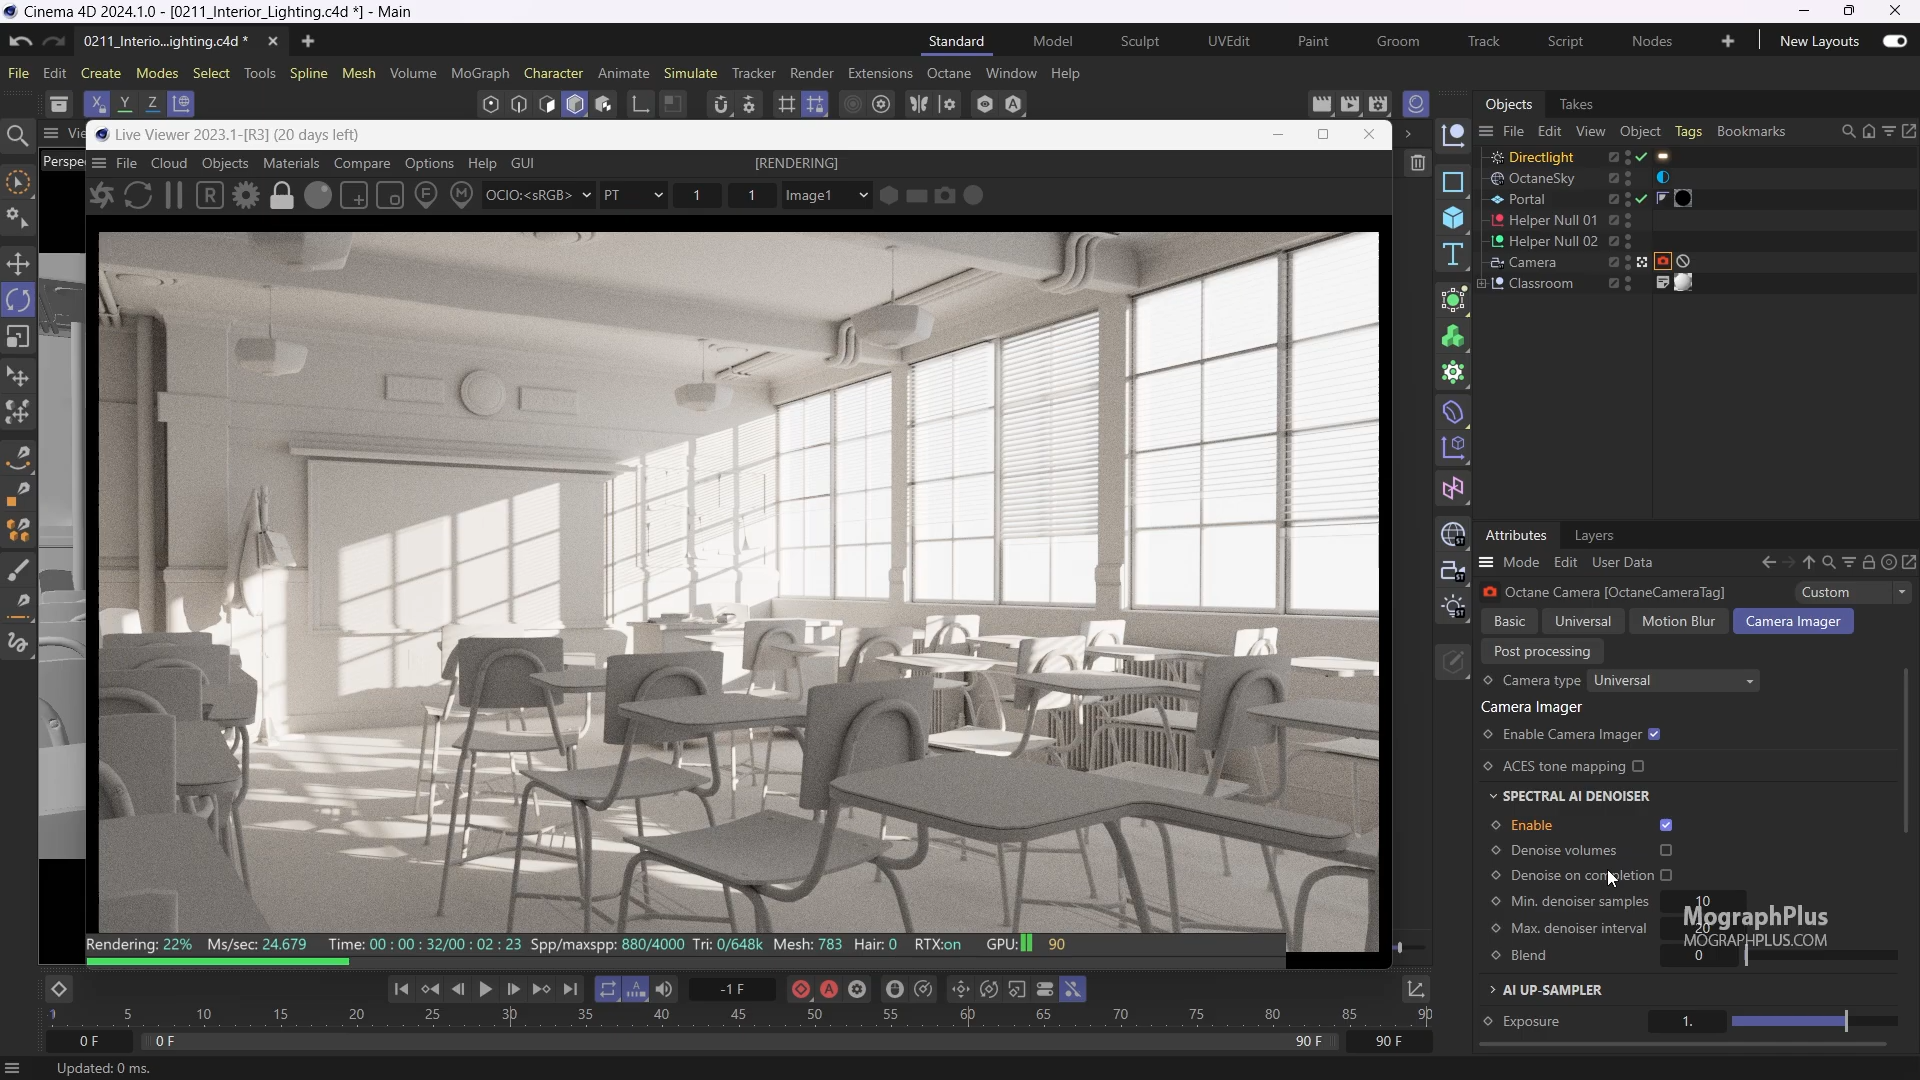 Cinema 4D 2024.1.0 - [0211_Interior_Lighting.c4d *] - Main
0211_Interio...ighting.c4d *
Standard Model Sculpt UVEdit Paint Groom Track Script Nodes New Layouts
File Edit Create Modes Select Tools Spline Mesh Volume MoGraph Character Animate Simulate Tracker Render Extensions Octane Window Help
X Y Z
Objects Takes
Live Viewer 2023.1-[R3] (20 days left)
File Edit View Object Tags Bookmarks
Perspe
File Cloud Objects Materials Compare Options Help GUI [RENDERING]
R F M OCIO:<sRGB> PT 1 1 Image1
Directlight
OctaneSky
Portal
Helper Null 01
Helper Null 02
Camera
Classroom
Attributes Layers
Mode Edit User Data
Octane Camera [OctaneCameraTag] Custom
Basic Universal Motion Blur Camera Imager
Post processing
Camera type Universal
Camera Imager
Enable Camera Imager
ACES tone mapping
SPECTRAL AI DENOISER
Enable
Denoise volumes
Denoise on completion
Min. denoiser samples 10
Max. denoiser interval 20
Blend 0
AI UP-SAMPLER
Exposure 1.
MographPlus
MOGRAPHPLUS.COM
Rendering: 22% Ms/sec: 24.679 Time: 00 : 00 : 32/00 : 02 : 23 Spp/maxspp: 880/4000 Tri: 0/648k Mesh: 783 Hair: 0 RTX:on GPU: 90
-1 F
-1 5 10 15 20 25 30 35 40 45 50 55 60 65 70 75 80 85 90
0 F 0 F 90 F 90 F
Updated: 0 ms.